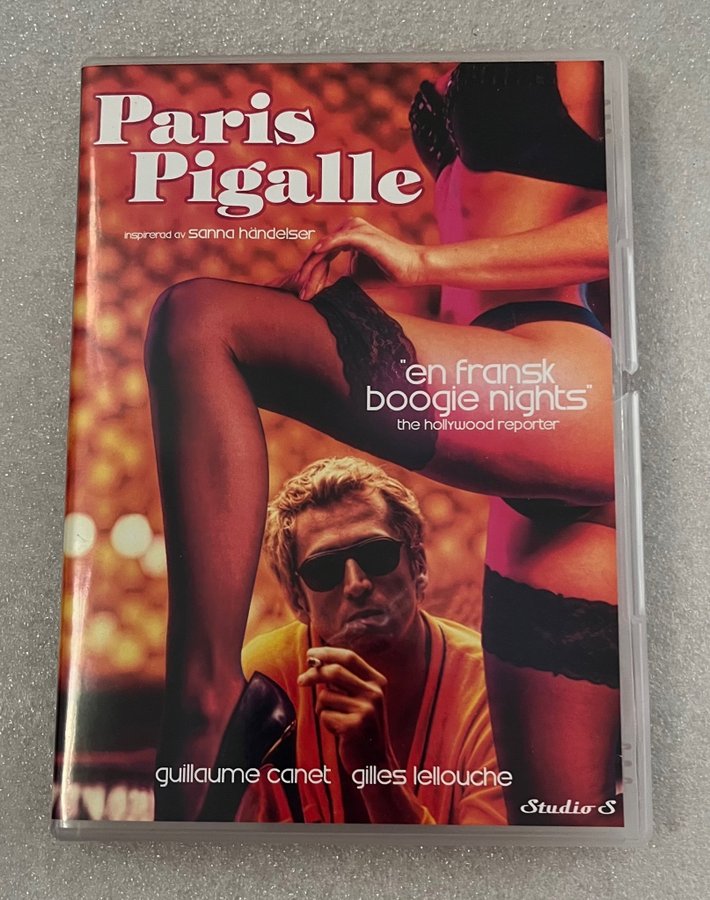 Paris
Pigalle
inspirerad av sanna händelser
"en fransk
boogie nights"
the hollywood reporter
guillaume canet gilles lellouche
Studio S